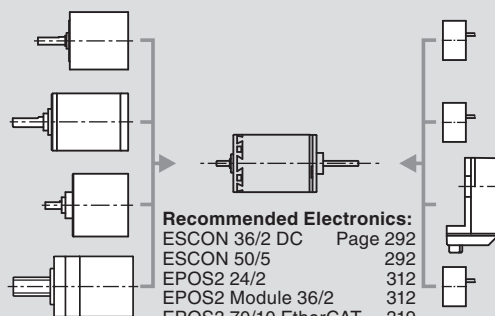 Recommended Electronics:
ESCON 36/2 DC Page 292
ESCON 50/5 292
EPOS2 24/2 312
EPOS2 Module 36/2 312